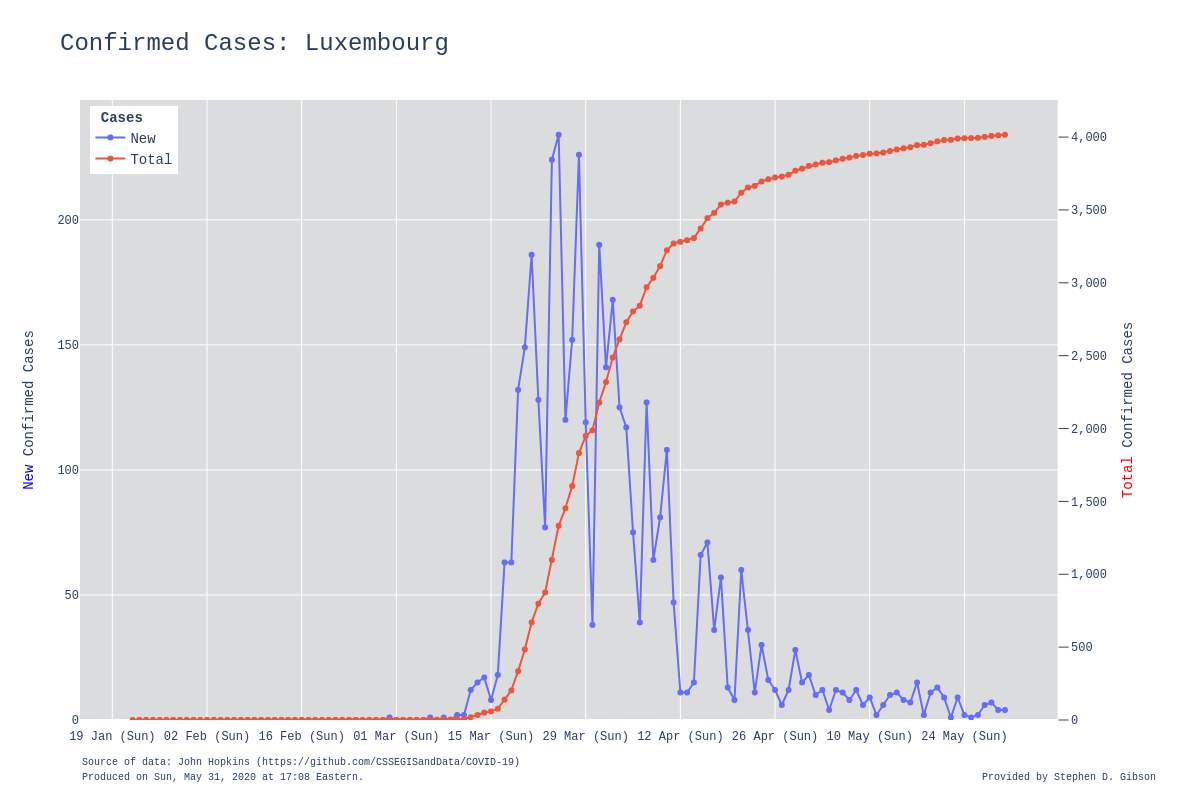 Confirmed Cases: Luxembourg
Cases
New
Total
200
150
100
50
0
New Confirmed Cases
4,000
3,500
3,000
2,500
2,000
1,500
1,000
500
0
Total Confirmed Cases
19 Jan (Sun) 02 Feb (Sun) 16 Feb (Sun) 01 Mar (Sun) 15 Mar (Sun) 29 Mar (Sun) 12 Apr (Sun) 26 Apr (Sun) 10 May (Sun) 24 May (Sun)
Source of data: John Hopkins (https://github.com/CSSEGISandData/COVID-19)
Produced on Sun, May 31, 2020 at 17:08 Eastern.
Provided by Stephen D. Gibson